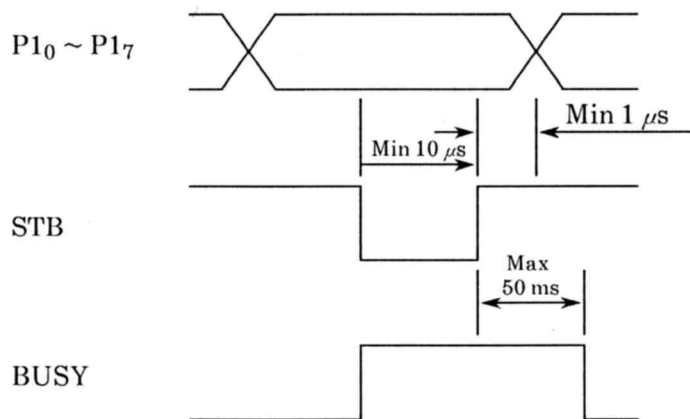 P1₀ ~ P1₇
Min 1 μs
Min 10 μs
STB
Max
50 ms
BUSY